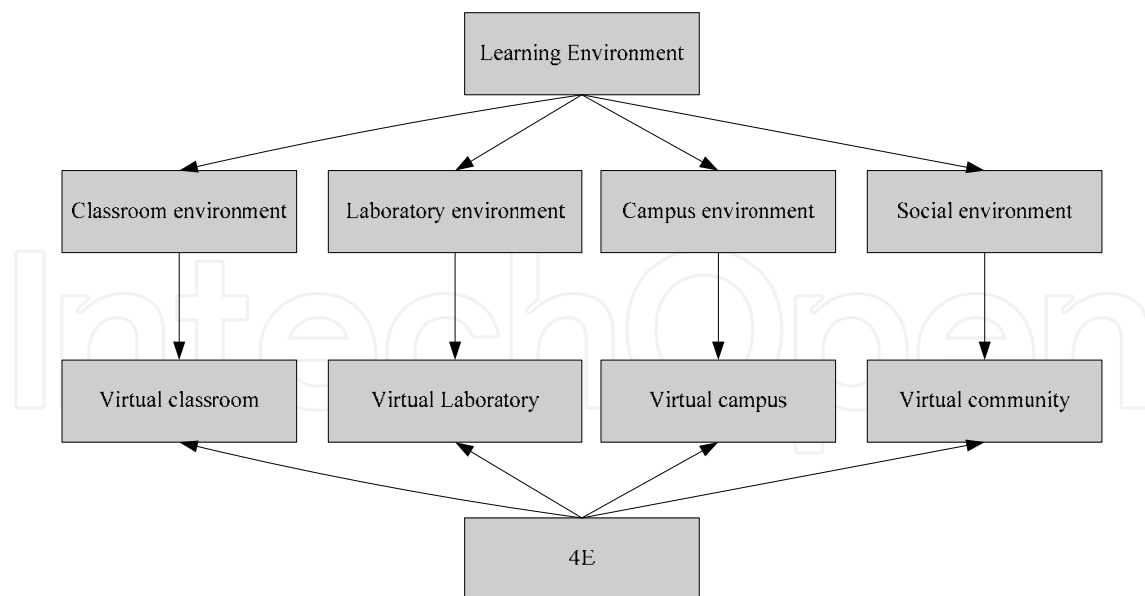 Learning Environment
Classroom environment
Laboratory environment
Campus environment
Social environment
IntechOpen
Virtual classroom
Virtual Laboratory
Virtual campus
Virtual community
4E